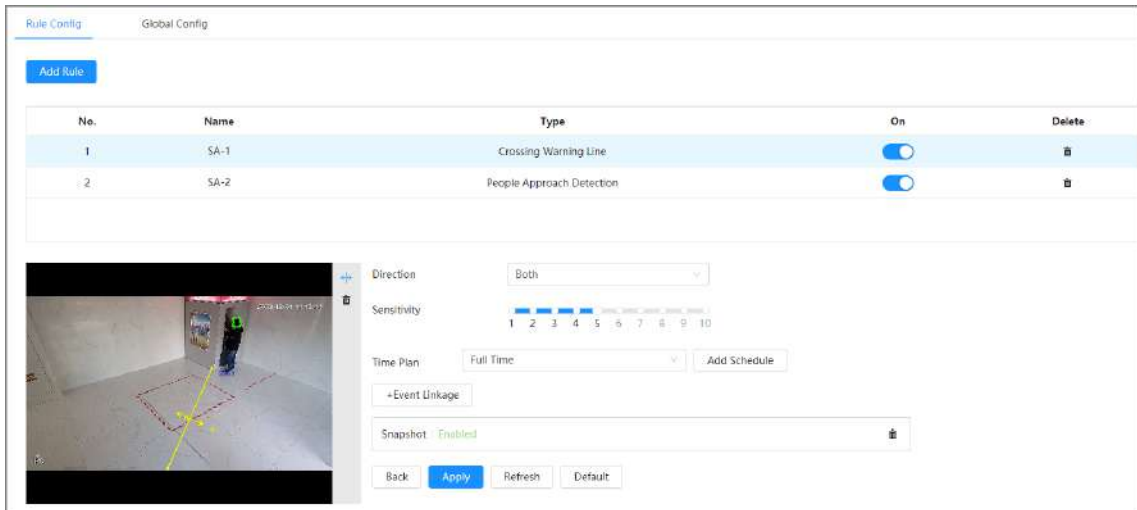 Rule Config Global Config
Add Rule
No. Name Type On Delete
1 SA-1 Crossing Warning Line
2 SA-2 People Approach Detection
Direction Both
Sensitivity
1 2 3 4 5 6 7 8 9 10
Time Plan Full Time Add Schedule
+Event Linkage
Snapshot Enabled
Back Apply Refresh Default